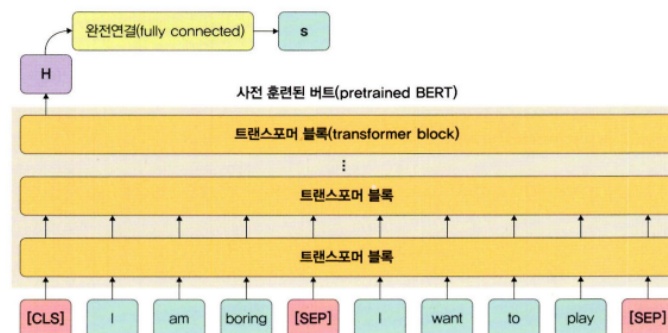 완전연결(fully connected)
s
H
사전 훈련된 버트(pretrained BERT)
트랜스포머 블록(transformer block)
⋮
트랜스포머 블록
트랜스포머 블록
[CLS] I am boring [SEP] I want to play [SEP]